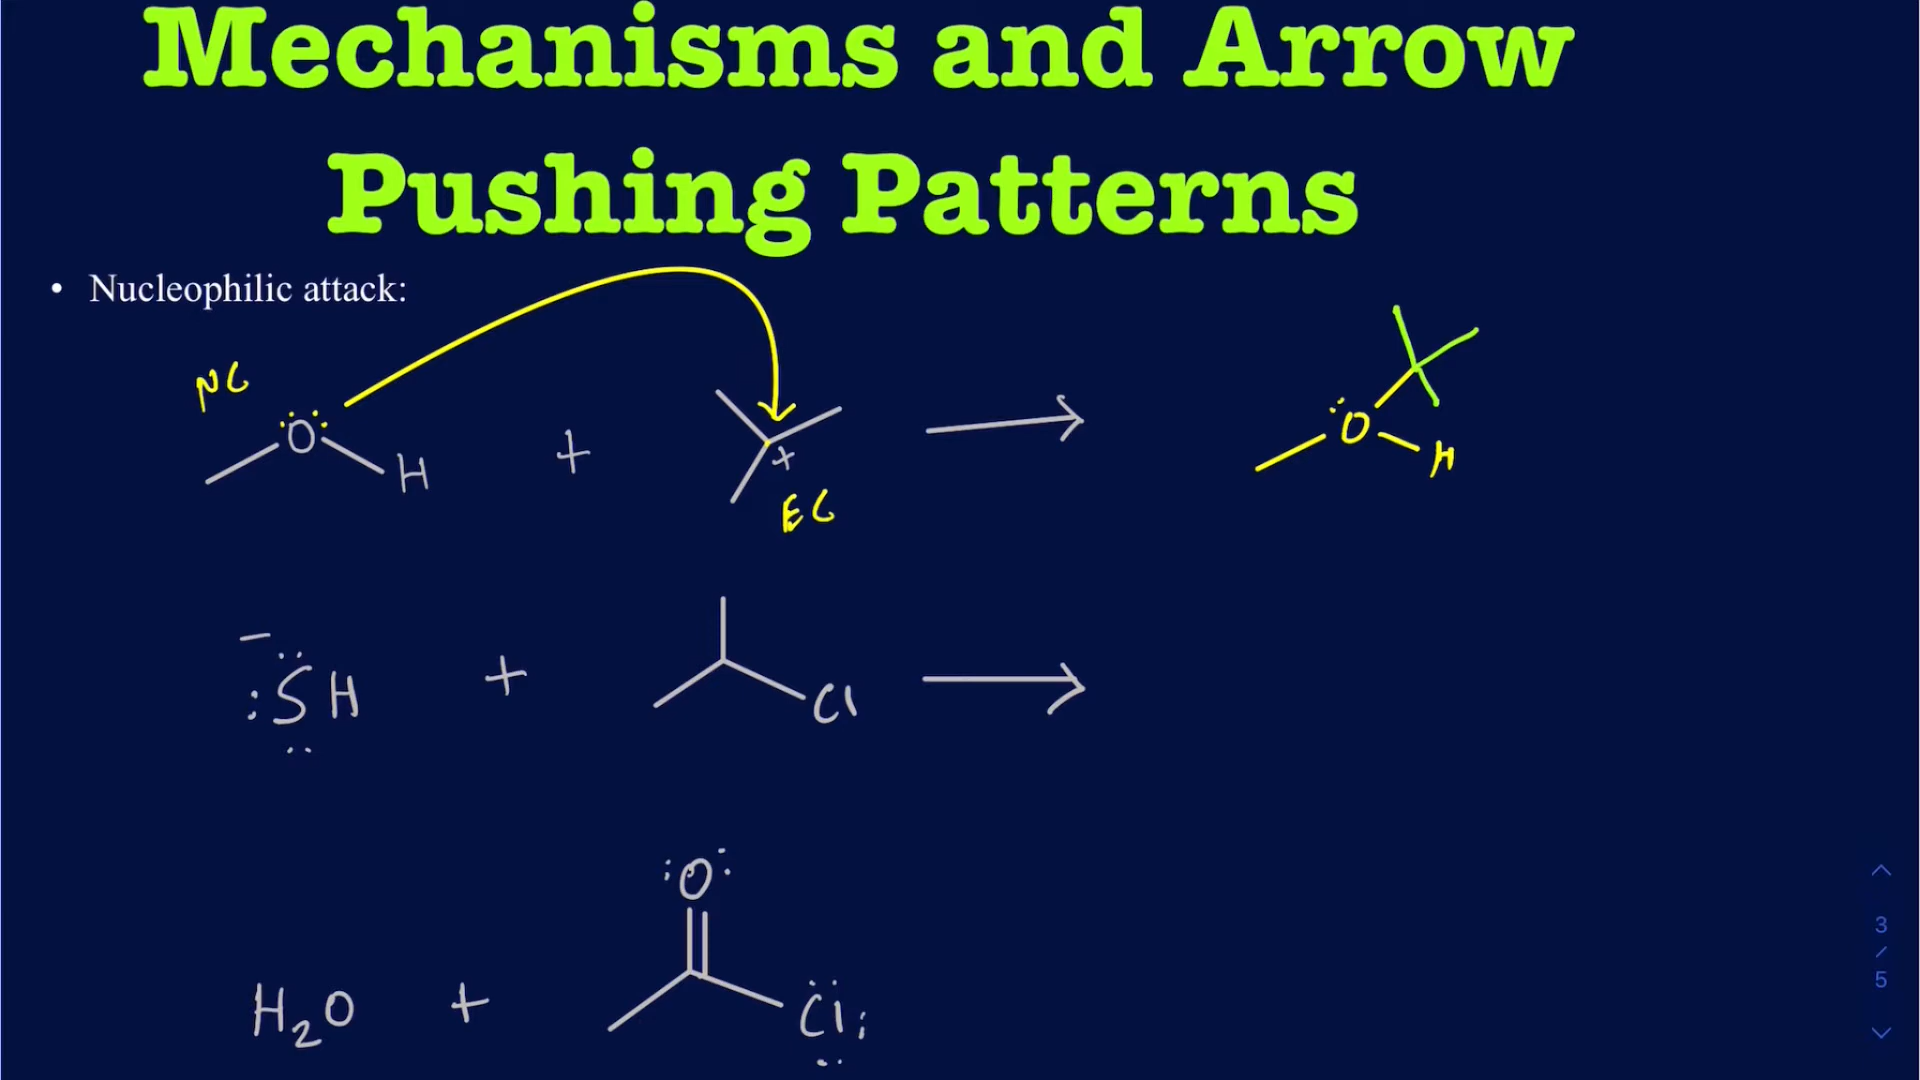 Mechanisms and Arrow
Pushing Patterns
• Nucleophilic attack:
NC
O
H
+
+
EC
O
H
− :SH + Cl
:O:
H₂O + Cl:
3
/
5